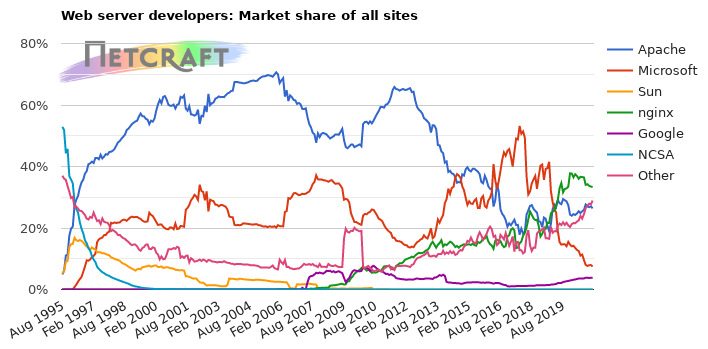 Web server developers: Market share of all sites
NETCRAFT
80%
60%
40%
20%
0%
Apache
Microsoft
Sun
nginx
Google
NCSA
Other
Aug 1995
Feb 1997
Aug 1998
Feb 2000
Aug 2001
Feb 2003
Aug 2004
Feb 2006
Aug 2007
Feb 2009
Aug 2010
Feb 2012
Aug 2013
Feb 2015
Aug 2016
Feb 2018
Aug 2019